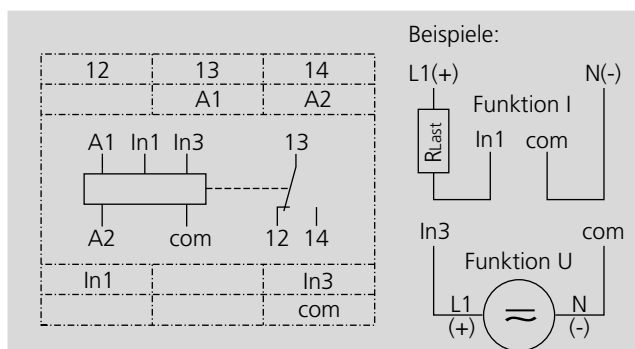 Beispiele:
12 13 14
A1 A2
A1 In1 In3 13
A2 com 12 14
In1 In3
com
L1(+) N(-)
Funktion I
RLast
In1 com
In3 com
Funktion U
L1 N
(+) (-)